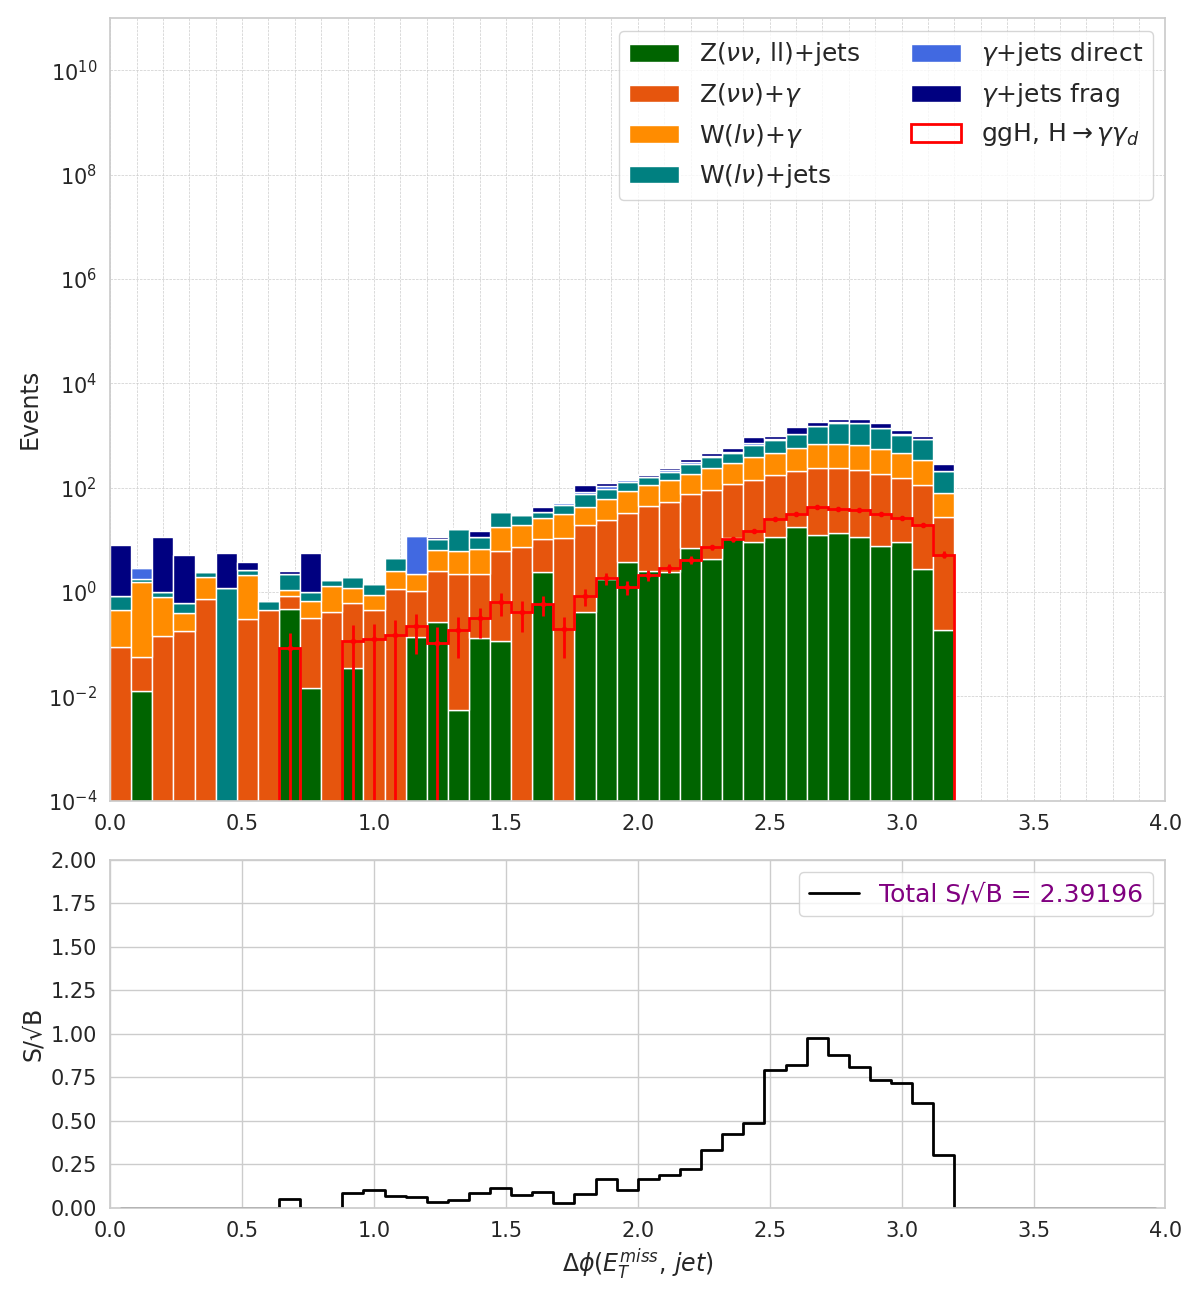 Z(νν, ll)+jets
Z(νν)+γ
W(lν)+γ
W(lν)+jets
γ+jets direct
γ+jets frag
ggH, H→γγ_d
Events
10^10
10^8
10^6
10^4
10^2
10^0
10^−2
10^−4
0.0 0.5 1.0 1.5 2.0 2.5 3.0 3.5 4.0
Total S/√B = 2.39196
S/√B
2.00
1.75
1.50
1.25
1.00
0.75
0.50
0.25
0.00
0.0 0.5 1.0 1.5 2.0 2.5 3.0 3.5 4.0
Δϕ(E_T^miss, jet)